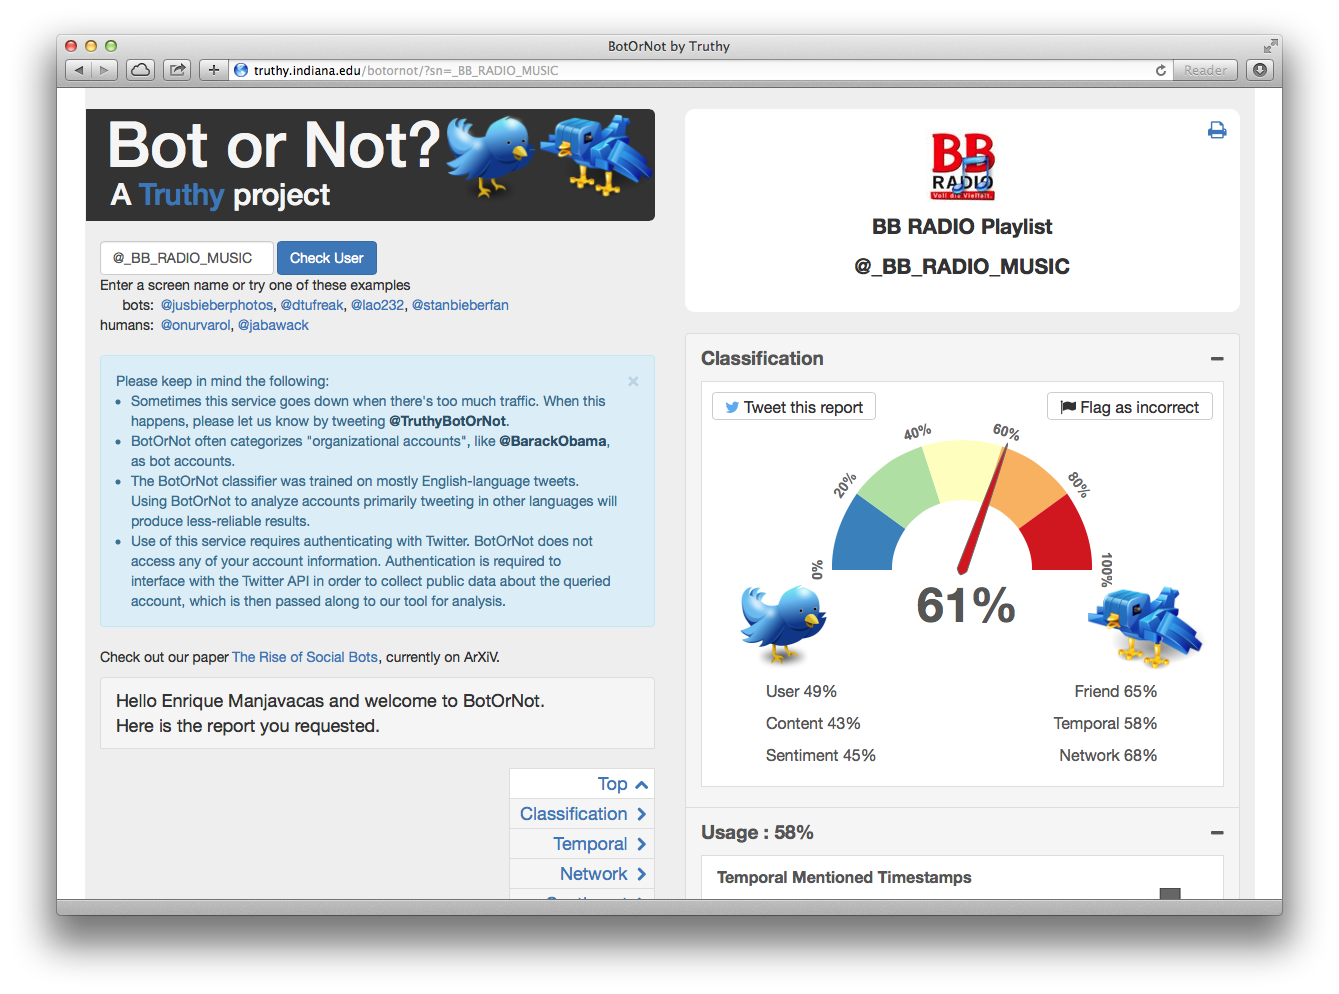 BotOrNot by Truthy
truthy.indiana.edu/botornot/?sn=_BB_RADIO_MUSIC
Reader
Bot or Not?
A Truthy project
@_BB_RADIO_MUSIC
Check User
Enter a screen name or try one of these examples
bots: @jusbieberphotos, @dtufreak, @lao232, @stanbieberfan
humans: @onurvarol, @jabawack
Please keep in mind the following:
×
• Sometimes this service goes down when there's too much traffic. When this
happens, please let us know by tweeting @TruthyBotOrNot.
• BotOrNot often categorizes "organizational accounts", like @BarackObama,
as bot accounts.
• The BotOrNot classifier was trained on mostly English-language tweets.
Using BotOrNot to analyze accounts primarily tweeting in other languages will
produce less-reliable results.
• Use of this service requires authenticating with Twitter. BotOrNot does not
access any of your account information. Authentication is required to
interface with the Twitter API in order to collect public data about the queried
account, which is then passed along to our tool for analysis.
Check out our paper The Rise of Social Bots, currently on ArXiV.
Hello Enrique Manjavacas and welcome to BotOrNot.
Here is the report you requested.
Top
Classification
Temporal
Network
BB
RADIO
Voll die Vielfalt.
BB RADIO Playlist
@_BB_RADIO_MUSIC
Classification
Tweet this report
Flag as incorrect
0%
20%
40%
60%
80%
100%
61%
User 49%
Friend 65%
Content 43%
Temporal 58%
Sentiment 45%
Network 68%
Usage : 58%
Temporal Mentioned Timestamps